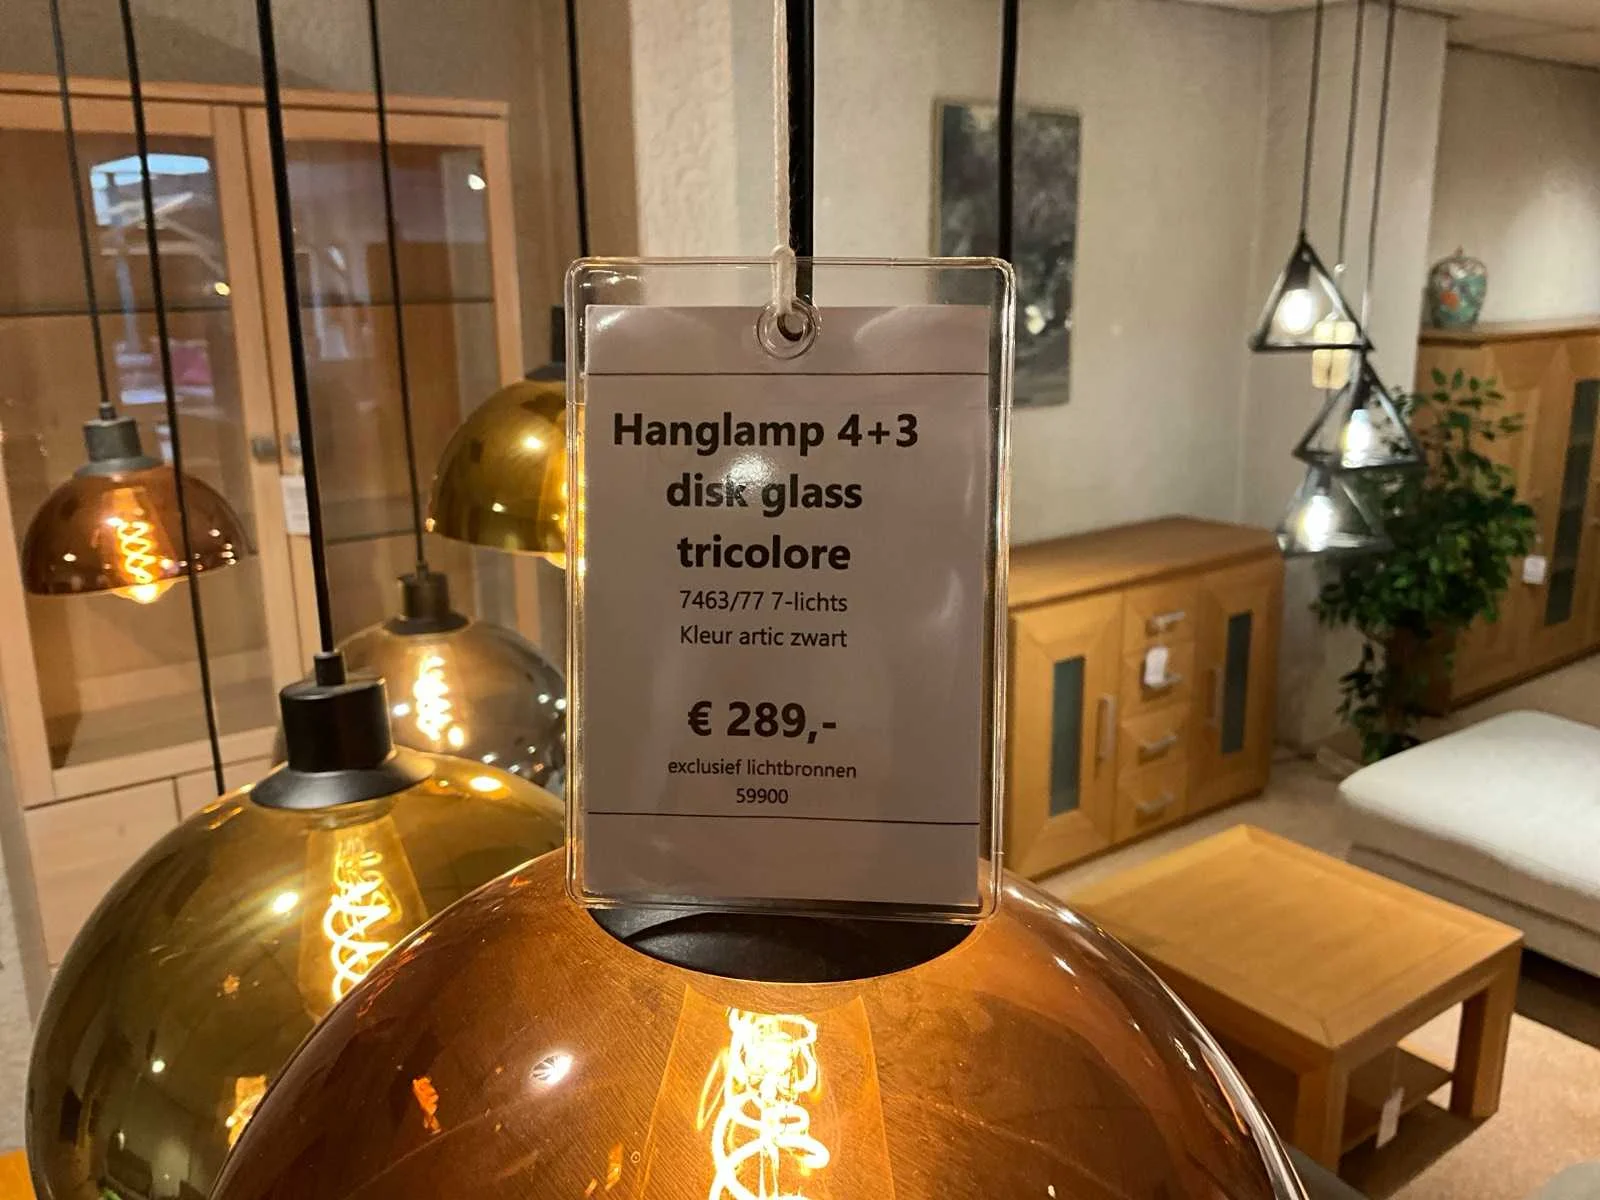 Hanglamp 4+3
disk glass
tricolore
7463/77 7-lichts
Kleur artic zwart
€ 289,-
exclusief lichtbronnen
59900